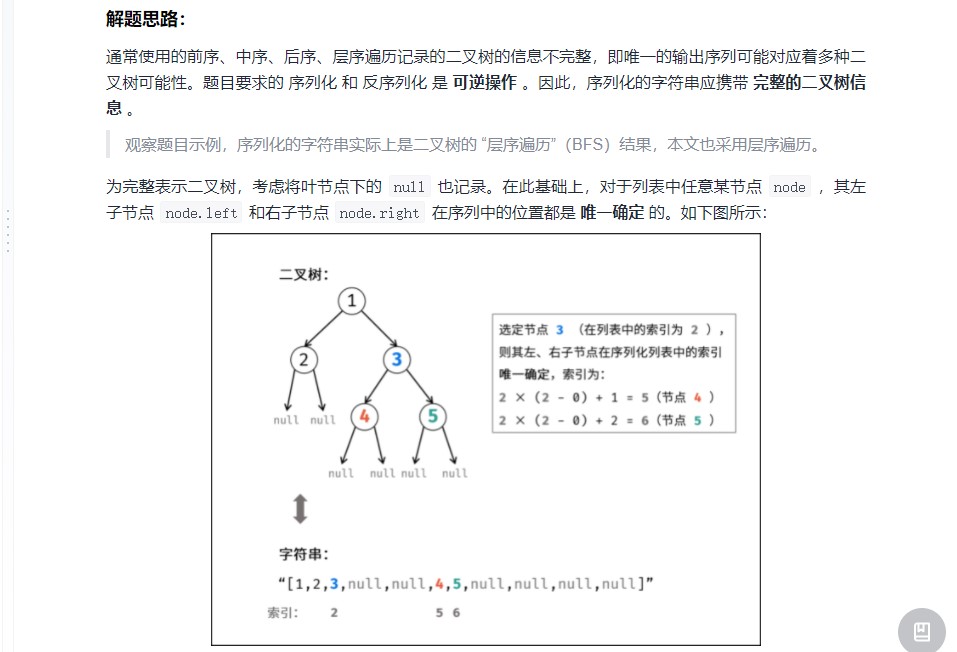 解题思路：
通常使用的前序、中序、后序、层序遍历记录的二叉树的信息不完整，即唯一的输出序列可能对应着多种二
叉树可能性。题目要求的 序列化 和 反序列化 是 可逆操作 。因此，序列化的字符串应携带 完整的二叉树信
息 。
观察题目示例，序列化的字符串实际上是二叉树的 “层序遍历”（BFS）结果，本文也采用层序遍历。
为完整表示二叉树，考虑将叶节点下的 null 也记录。在此基础上，对于列表中任意某节点 node ，其左
子节点 node.left 和右子节点 node.right 在序列中的位置都是 唯一确定 的。如下图所示：
二叉树：
1
2
3
null null
4
5
null null null null
选定节点 3 （在列表中的索引为 2 ），
则其左、右子节点在序列化列表中的索引
唯一确定，索引为：
2 × (2 - 0) + 1 = 5（节点 4 ）
2 × (2 - 0) + 2 = 6（节点 5 ）
字符串：
“[1,2,3,null,null,4,5,null,null,null,null]”
索引： 2 5 6